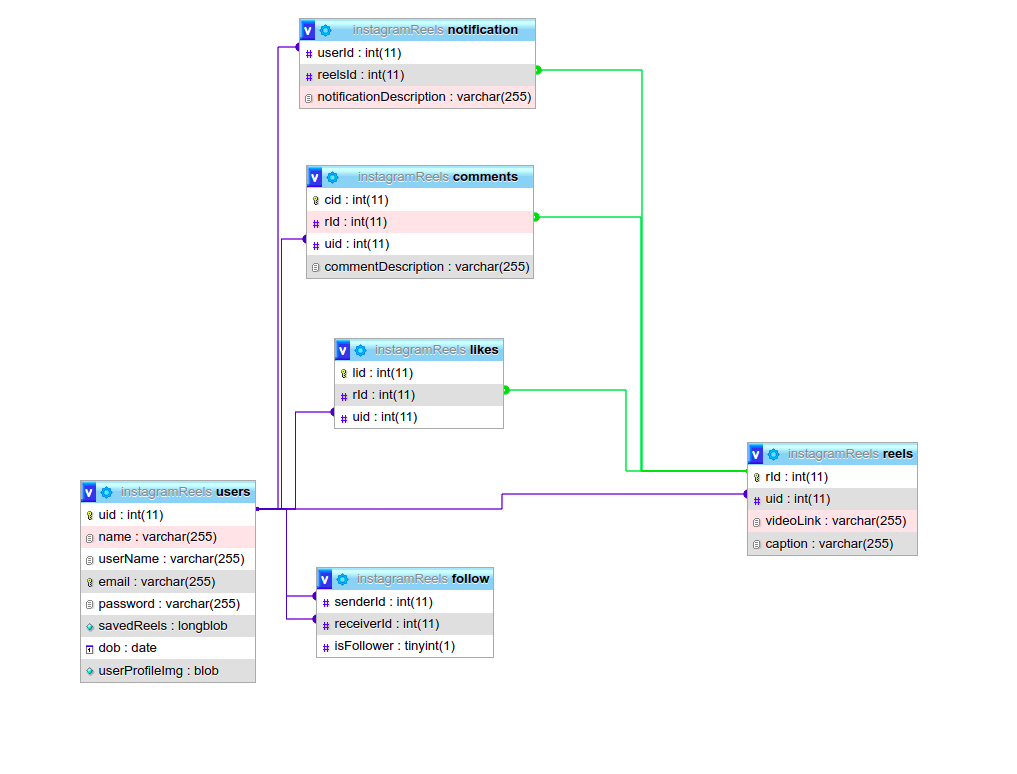 v instagramReels notification
# userId : int(11)
# reelsId : int(11)
notificationDescription : varchar(255)
v instagramReels comments
cid : int(11)
# rId : int(11)
# uid : int(11)
commentDescription : varchar(255)
v instagramReels likes
lid : int(11)
# rId : int(11)
# uid : int(11)
v instagramReels reels
rId : int(11)
# uid : int(11)
videoLink : varchar(255)
caption : varchar(255)
v instagramReels users
uid : int(11)
name : varchar(255)
userName : varchar(255)
email : varchar(255)
password : varchar(255)
savedReels : longblob
dob : date
userProfileImg : blob
v instagramReels follow
# senderId : int(11)
# receiverId : int(11)
# isFollower : tinyint(1)